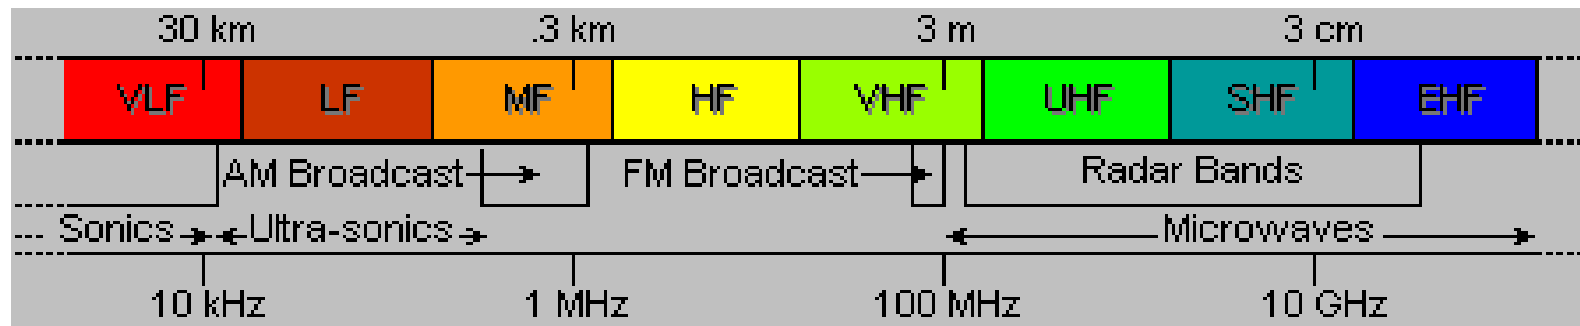 30 km .3 km 3 m 3 cm
VLF LF MF HF VHF UHF SHF EHF
AM Broadcast FM Broadcast Radar Bands
Sonics Ultra-sonics Microwaves
10 kHz 1 MHz 100 MHz 10 GHz